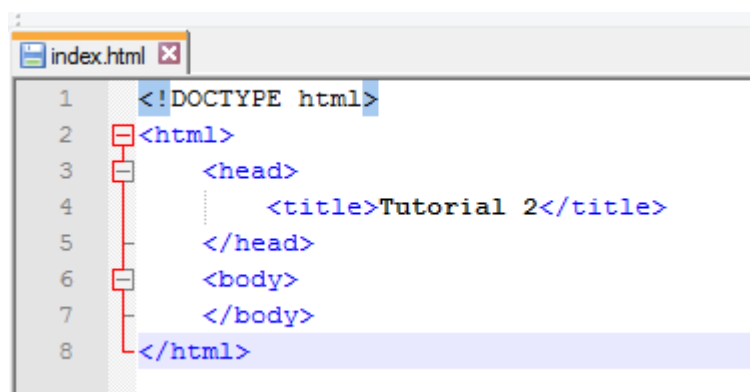 index.html
1 <!DOCTYPE html>
2 <html>
3 <head>
4 <title>Tutorial 2</title>
5 </head>
6 <body>
7 </body>
8 </html>